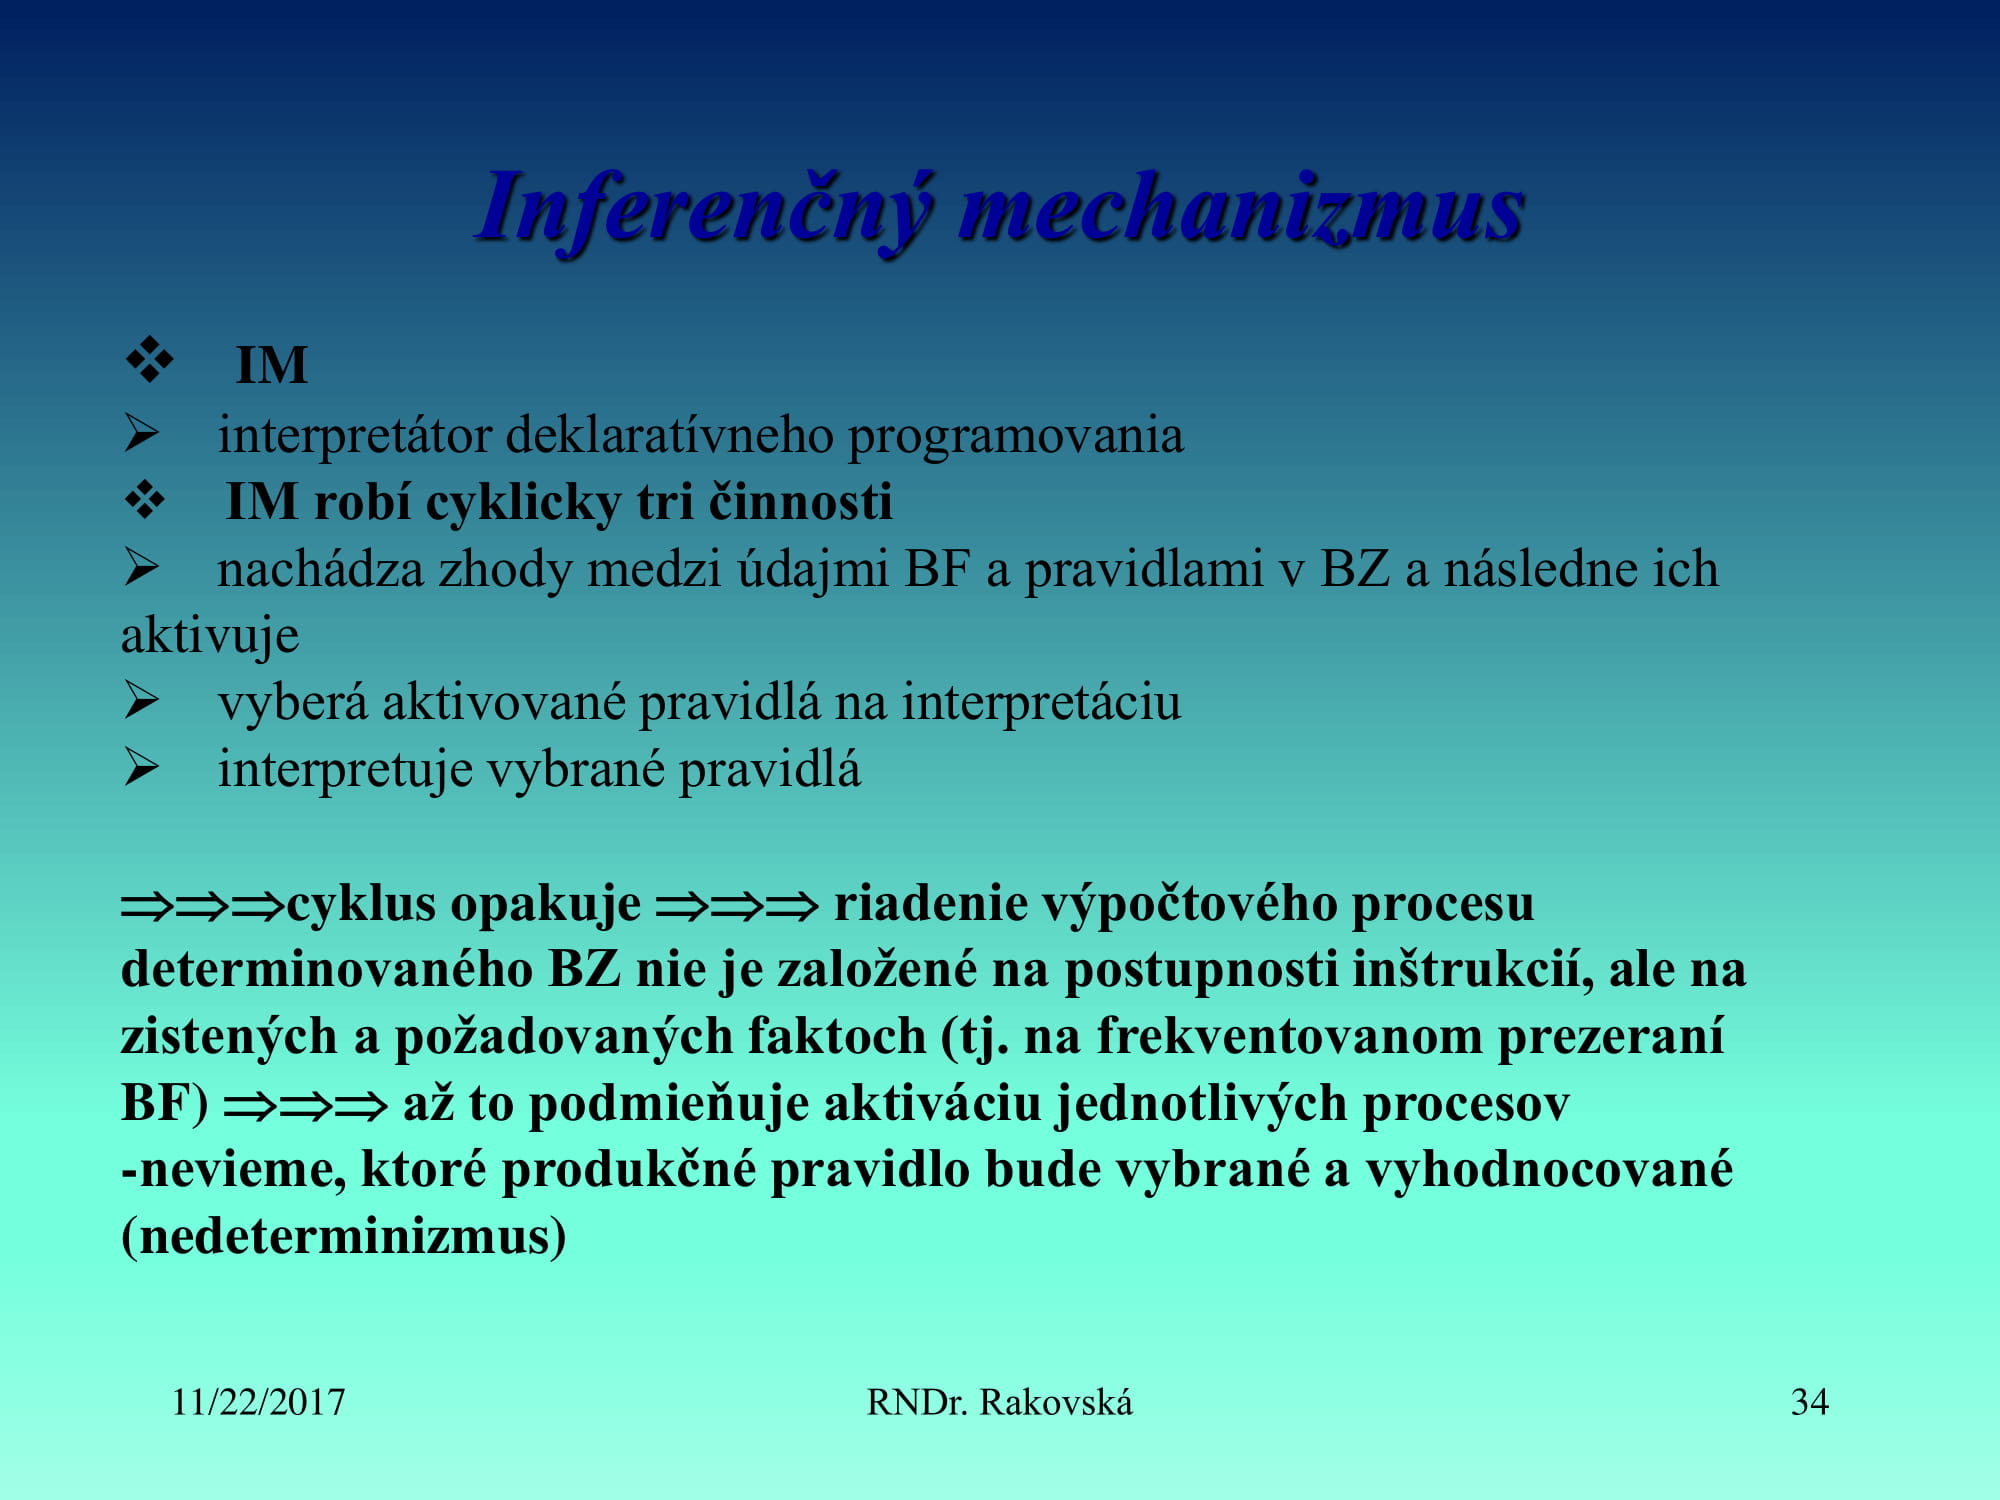 Inferenčný mechanizmus
❖ IM
➢ interpretátor deklaratívneho programovania
❖ IM robí cyklicky tri činnosti
➢ nachádza zhody medzi údajmi BF a pravidlami v BZ a následne ich
aktivuje
➢ vyberá aktivované pravidlá na interpretáciu
➢ interpretuje vybrané pravidlá
⇒⇒⇒cyklus opakuje ⇒⇒⇒ riadenie výpočtového procesu
determinovaného BZ nie je založené na postupnosti inštrukcií, ale na
zistených a požadovaných faktoch (tj. na frekventovanom prezeraní
BF) ⇒⇒⇒ až to podmieňuje aktiváciu jednotlivých procesov
-nevieme, ktoré produkčné pravidlo bude vybrané a vyhodnocované
(nedeterminizmus)
11/22/2017 RNDr. Rakovská 34